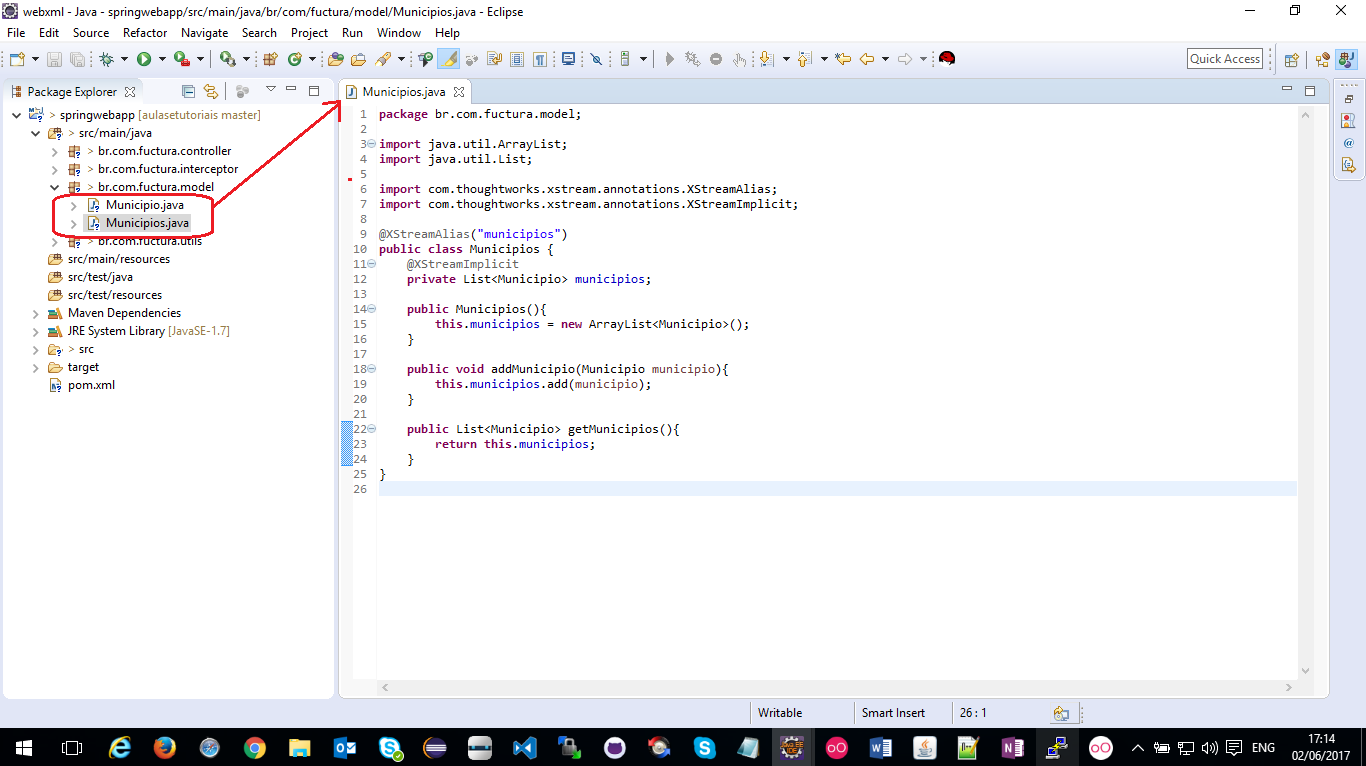 webxml - Java - springwebapp/src/main/java/br/com/fuctura/model/Municipios.java - Eclipse
File Edit Source Refactor Navigate Search Project Run Window Help
Quick Access
Package Explorer
> springwebapp [aulasetutoriais master]
> src/main/java
> br.com.fuctura.controller
> br.com.fuctura.interceptor
> br.com.fuctura.model
Municipio.java
Municipios.java
> br.com.fuctura.utils
src/main/resources
src/test/java
src/test/resources
Maven Dependencies
JRE System Library [JavaSE-1.7]
> src
target
pom.xml
Municipios.java
1 package br.com.fuctura.model;
2
3 import java.util.ArrayList;
4 import java.util.List;
5
6 import com.thoughtworks.xstream.annotations.XStreamAlias;
7 import com.thoughtworks.xstream.annotations.XStreamImplicit;
8
9 @XStreamAlias("municipios")
10 public class Municipios {
11 @XStreamImplicit
12 private List<Municipio> municipios;
13
14 public Municipios(){
15 this.municipios = new ArrayList<Municipio>();
16 }
17
18 public void addMunicipio(Municipio municipio){
19 this.municipios.add(municipio);
20 }
21
22 public List<Municipio> getMunicipios(){
23 return this.municipios;
24 }
25 }
26
Writable Smart Insert 26 : 1
ENG
17:14
02/06/2017